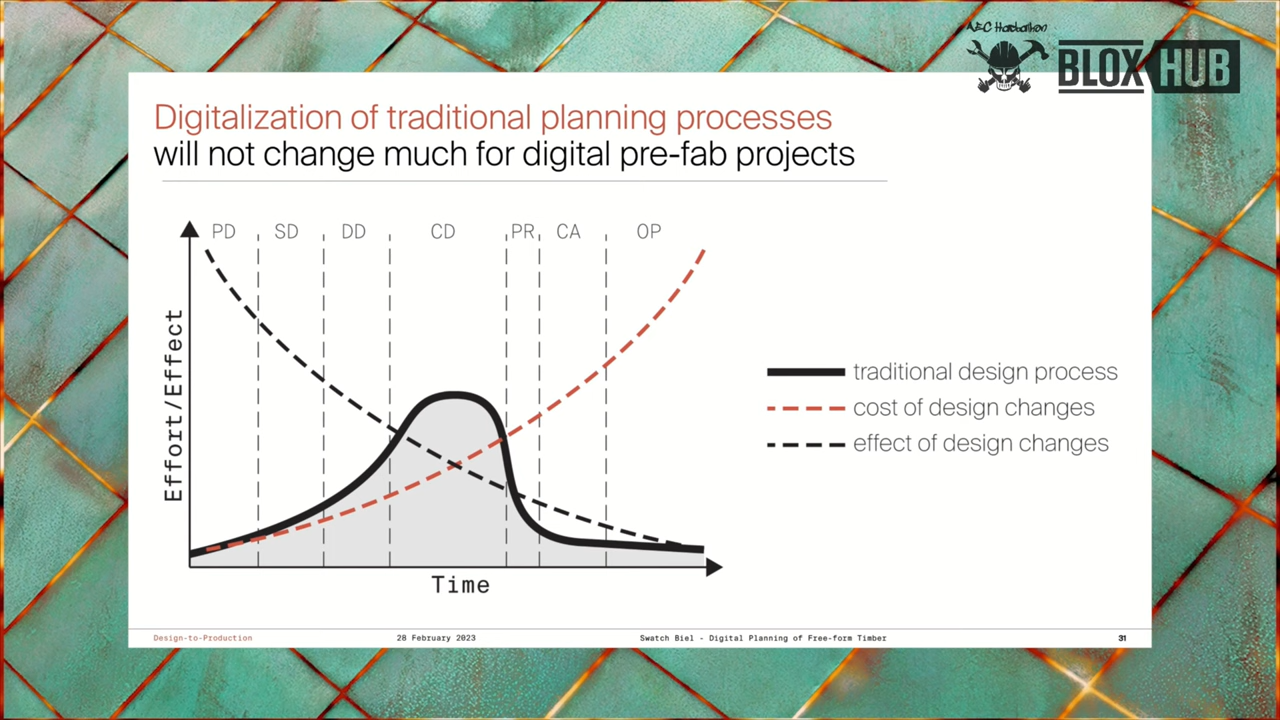 AEC Hackathon
BLOX HUB
Digitalization of traditional planning processes
will not change much for digital pre-fab projects
PD SD DD CD PR CA OP
Effort/Effect
traditional design process
cost of design changes
effect of design changes
Time
Design-to-Production 28 February 2023 Swatch Biel - Digital Planning of Free-form Timber 31